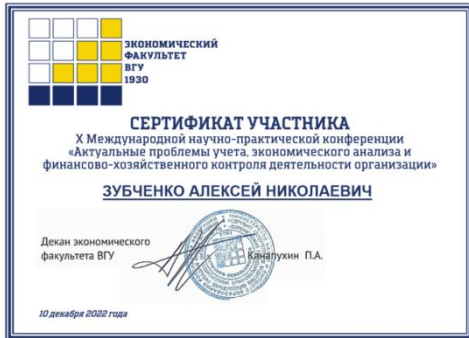 ЭКОНОМИЧЕСКИЙ
ФАКУЛЬТЕТ
ВГУ
1930
СЕРТИФИКАТ УЧАСТНИКА
X Международной научно-практической конференции
«Актуальные проблемы учета, экономического анализа и
финансово-хозяйственного контроля деятельности организации»
ЗУБЧЕНКО АЛЕКСЕЙ НИКОЛАЕВИЧ
Декан экономического
факультета ВГУ
Канапухин П.А.
10 декабря 2022 года